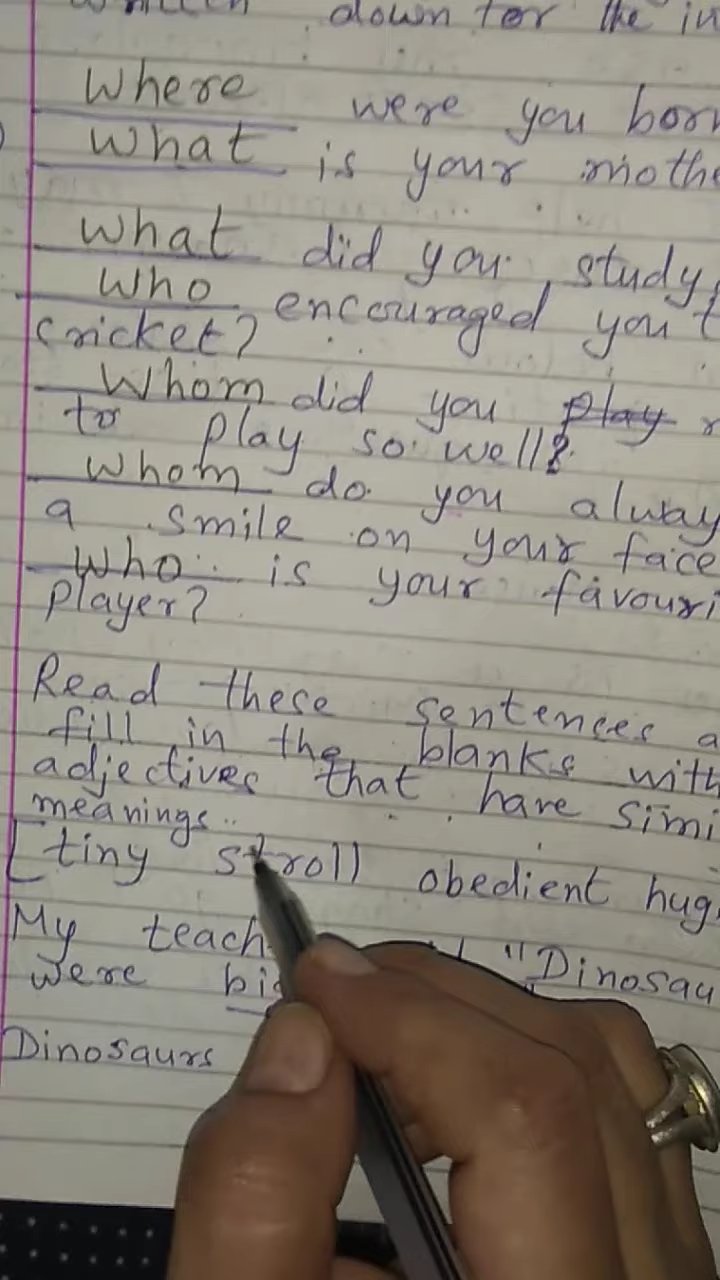 down for the in
Where were you born
What is your mothe
What did you study
Who encouraged you t
cricket?
Whom did you play
to play so well?
Whom do you alway
a smile on your face
Who is your favouri
player?
Read these sentences a
fill in the blanks with
adjectives that have simi
meanings..
[tiny stroll obedient hug
My teach "Dinosau
were bi
Dinosaurs